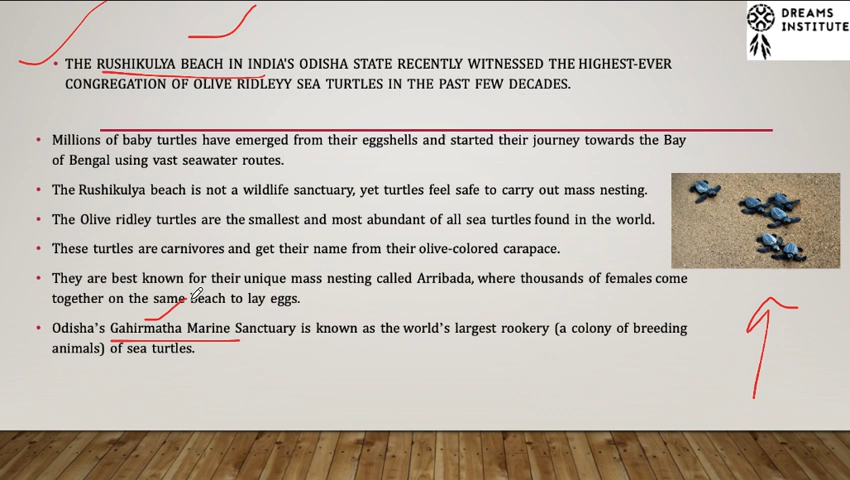 DREAMS
INSTITUTE
• THE RUSHIKULYA BEACH IN INDIA'S ODISHA STATE RECENTLY WITNESSED THE HIGHEST-EVER
CONGREGATION OF OLIVE RIDLEYY SEA TURTLES IN THE PAST FEW DECADES.
• Millions of baby turtles have emerged from their eggshells and started their journey towards the Bay
of Bengal using vast seawater routes.
• The Rushikulya beach is not a wildlife sanctuary, yet turtles feel safe to carry out mass nesting.
• The Olive ridley turtles are the smallest and most abundant of all sea turtles found in the world.
• These turtles are carnivores and get their name from their olive-colored carapace.
• They are best known for their unique mass nesting called Arribada, where thousands of females come
together on the same beach to lay eggs.
• Odisha's Gahirmatha Marine Sanctuary is known as the world's largest rookery (a colony of breeding
animals) of sea turtles.